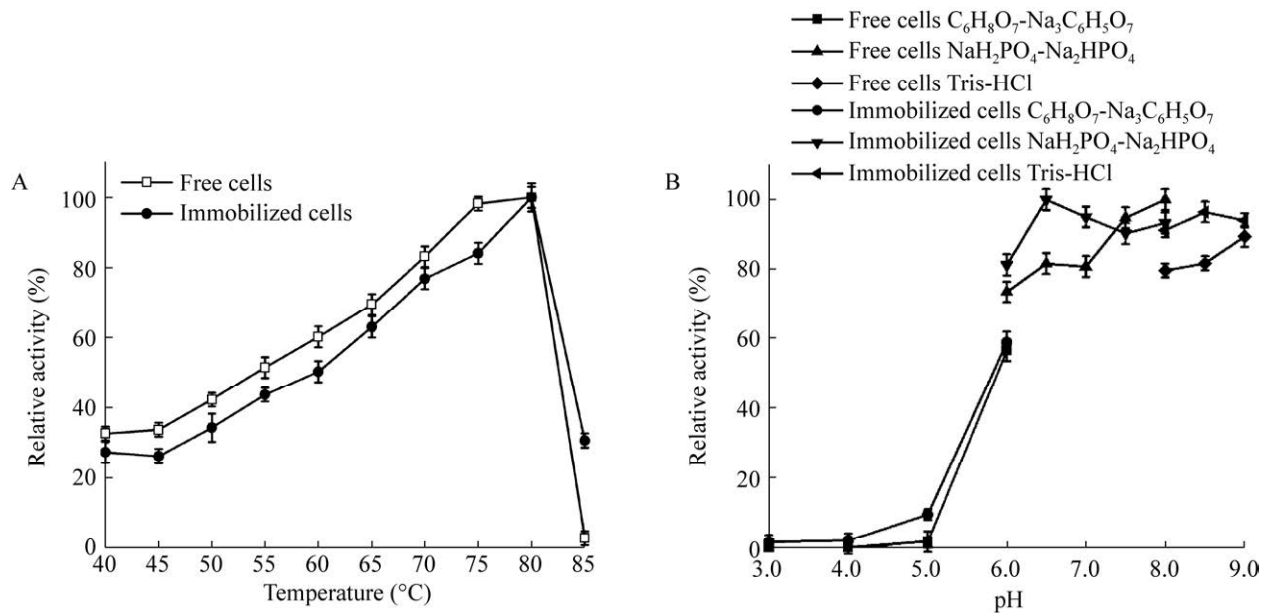 A
Free cells
Immobilized cells
Relative activity (%)
100
80
60
40
20
0
40 45 50 55 60 65 70 75 80 85
Temperature (°C)
Free cells C₆H₈O₇-Na₃C₆H₅O₇
Free cells NaH₂PO₄-Na₂HPO₄
Free cells Tris-HCl
Immobilized cells C₆H₈O₇-Na₃C₆H₅O₇
Immobilized cells NaH₂PO₄-Na₂HPO₄
Immobilized cells Tris-HCl
B
Relative activity (%)
100
80
60
40
20
0
3.0 4.0 5.0 6.0 7.0 8.0 9.0
pH